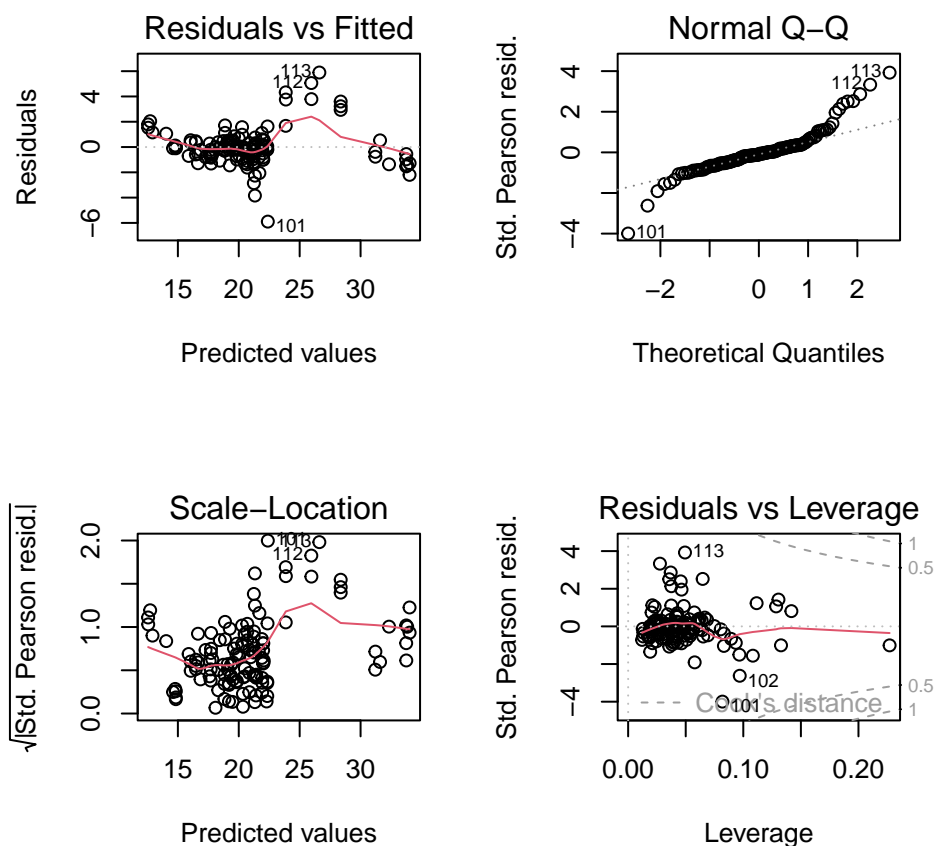 Residuals vs Fitted
Residuals
4
0
−6
113
112
101
15 20 25 30
Predicted values
Normal Q−Q
Std. Pearson resid.
4
2
0
−4
113
112
101
−2 0 1 2
Theoretical Quantiles
Scale−Location
√|Std. Pearson resid.|
2.0
1.0
0.0
101
113
112
15 20 25 30
Predicted values
Residuals vs Leverage
Std. Pearson resid.
4
2
0
−4
113
102
101
Cook's distance
1
0.5
0.5
1
0.00 0.10 0.20
Leverage